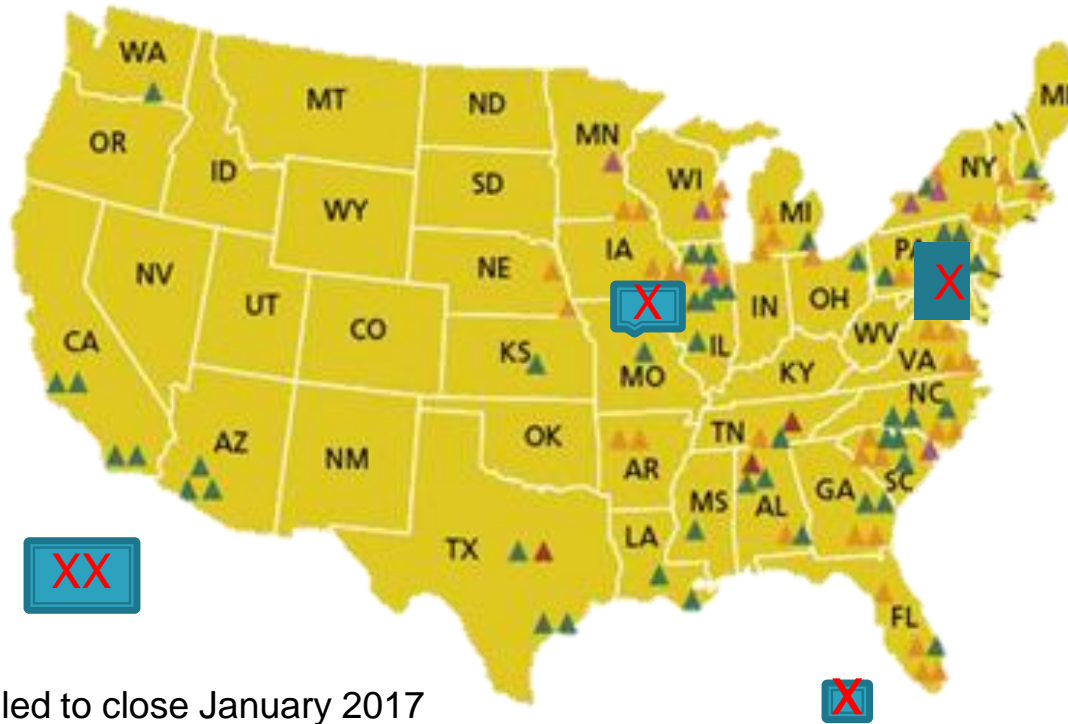 WA
MT
ND
MN
ME
OR
ID
SD
WI
NY
WY
MI
IA
PA
NE
X
NV
X
UT
CO
IN
OH
WV
CA
KS
IL
MO
KY
VA
NC
AZ
NM
OK
TN
AR
SC
MS
AL
GA
TX
LA
XX
FL
led to close January 2017
X